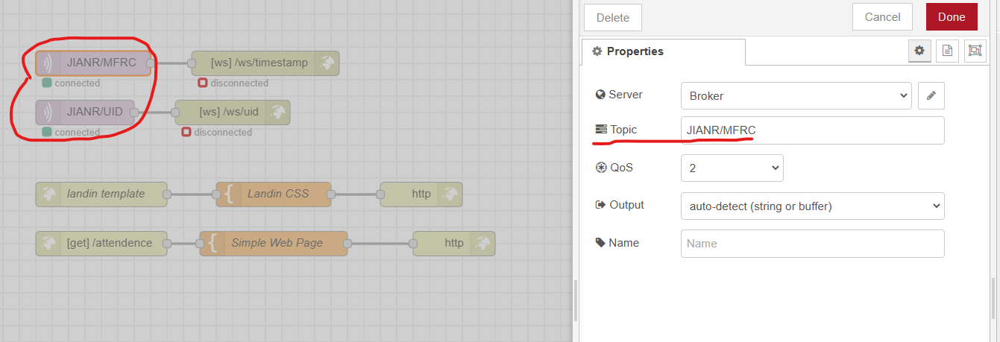 JIANR/MFRC
[ws] /ws/timestamp
connected
disconnected
JIANR/UID
[ws] /ws/uid
connected
disconnected
landin template
Landin CSS
http
[get] /attendence
Simple Web Page
http
Delete
Cancel
Done
Properties
Server
Broker
Topic
JIANR/MFRC
QoS
2
Output
auto-detect (string or buffer)
Name
Name